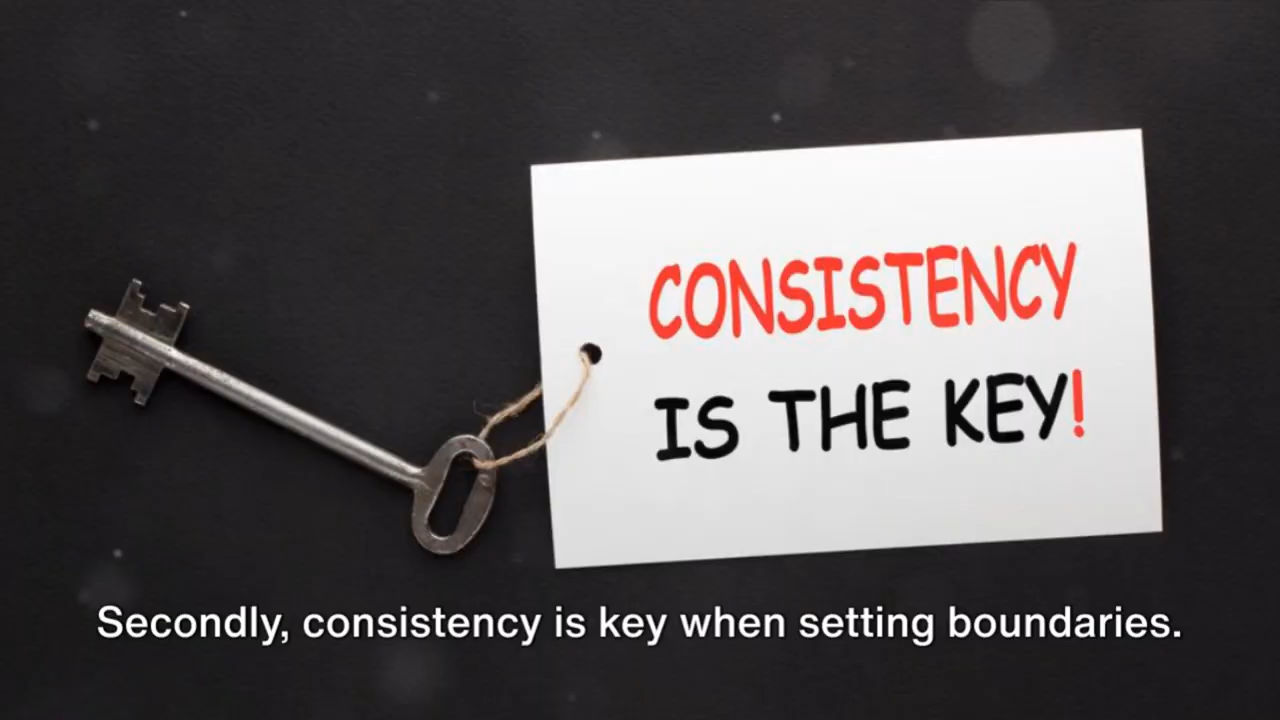 CONSISTENCY
IS THE KEY!
Secondly, consistency is key when setting boundaries.